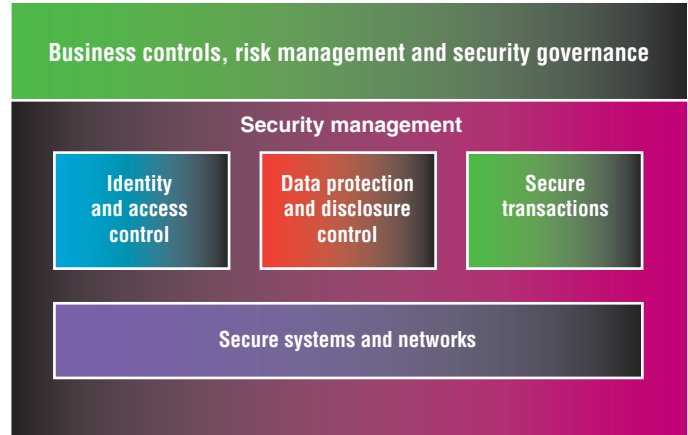 Business controls, risk management and security governance
Security management
Identity
and access
control
Data protection
and disclosure
control
Secure
transactions
Secure systems and networks